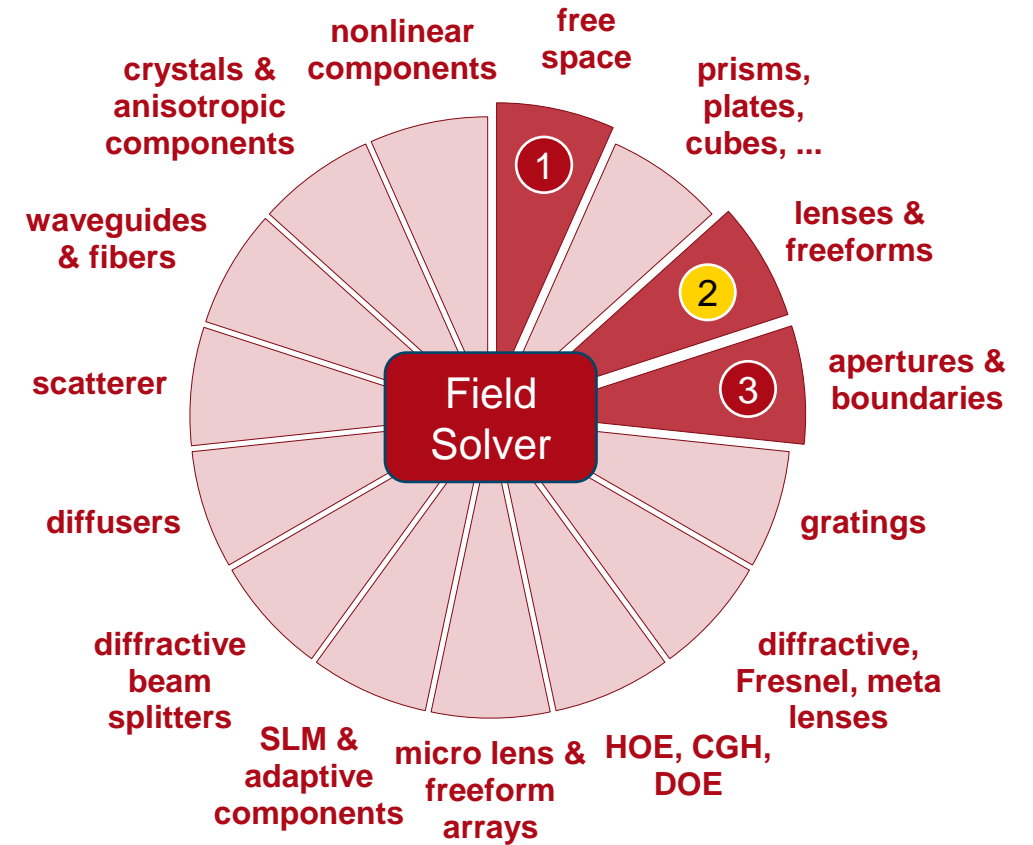 free
space
prisms,
plates,
cubes, ...
lenses &
freeforms
apertures &
boundaries
gratings
diffractive,
Fresnel, meta
lenses
HOE, CGH,
DOE
micro lens &
freeform
arrays
SLM &
adaptive
components
diffractive
beam
splitters
diffusers
scatterer
waveguides
& fibers
crystals &
anisotropic
components
nonlinear
components
1
2
3
Field
Solver